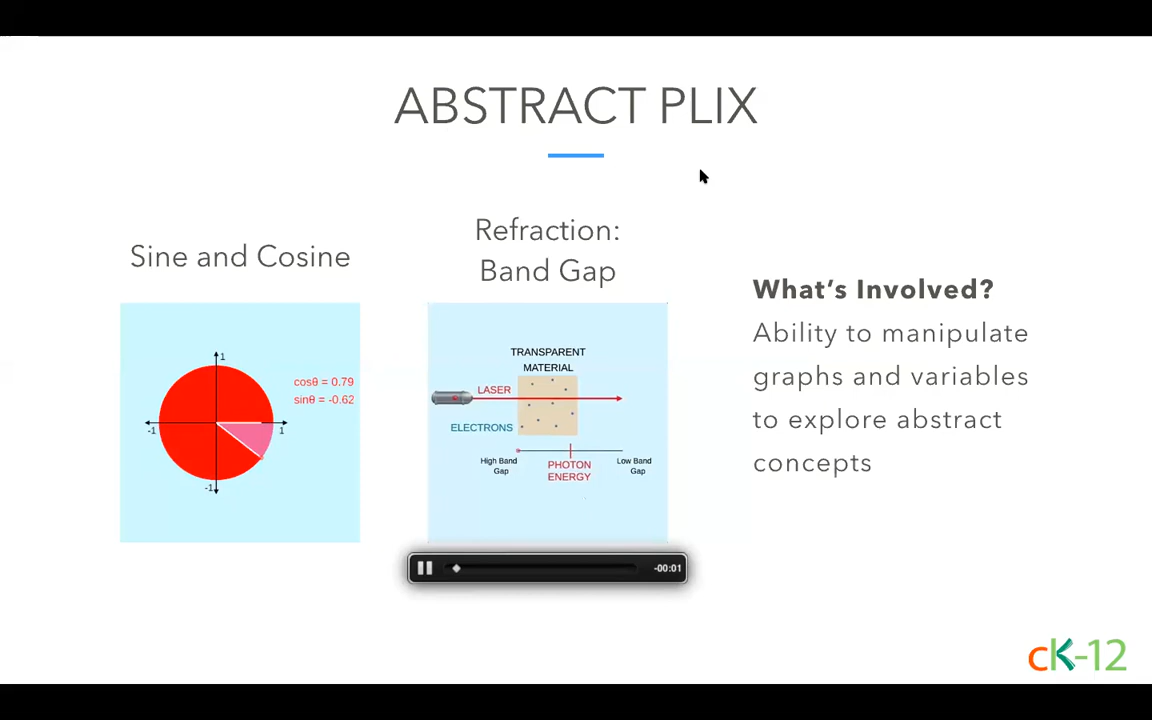 ABSTRACT PLIX
Sine and Cosine
1
cosθ = 0.79
sinθ = -0.62
-1
1
-1
Refraction:
Band Gap
TRANSPARENT
MATERIAL
LASER
ELECTRONS
High Band
Gap
PHOTON
ENERGY
Low Band
Gap
-00:01
What's Involved?
Ability to manipulate
graphs and variables
to explore abstract
concepts
cK-12